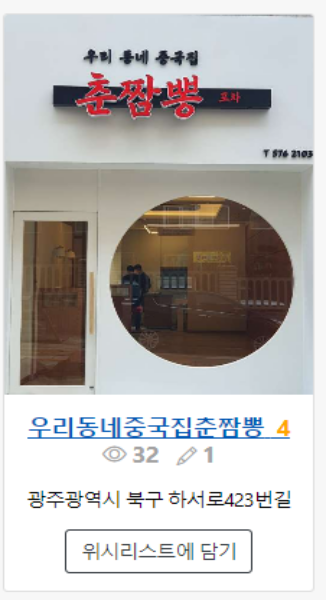 우리 동네 중국집
춘짬뽕 포차
T 576 2103
우리동네중국집춘짬뽕 4
32 1
광주광역시 북구 하서로423번길
위시리스트에 담기